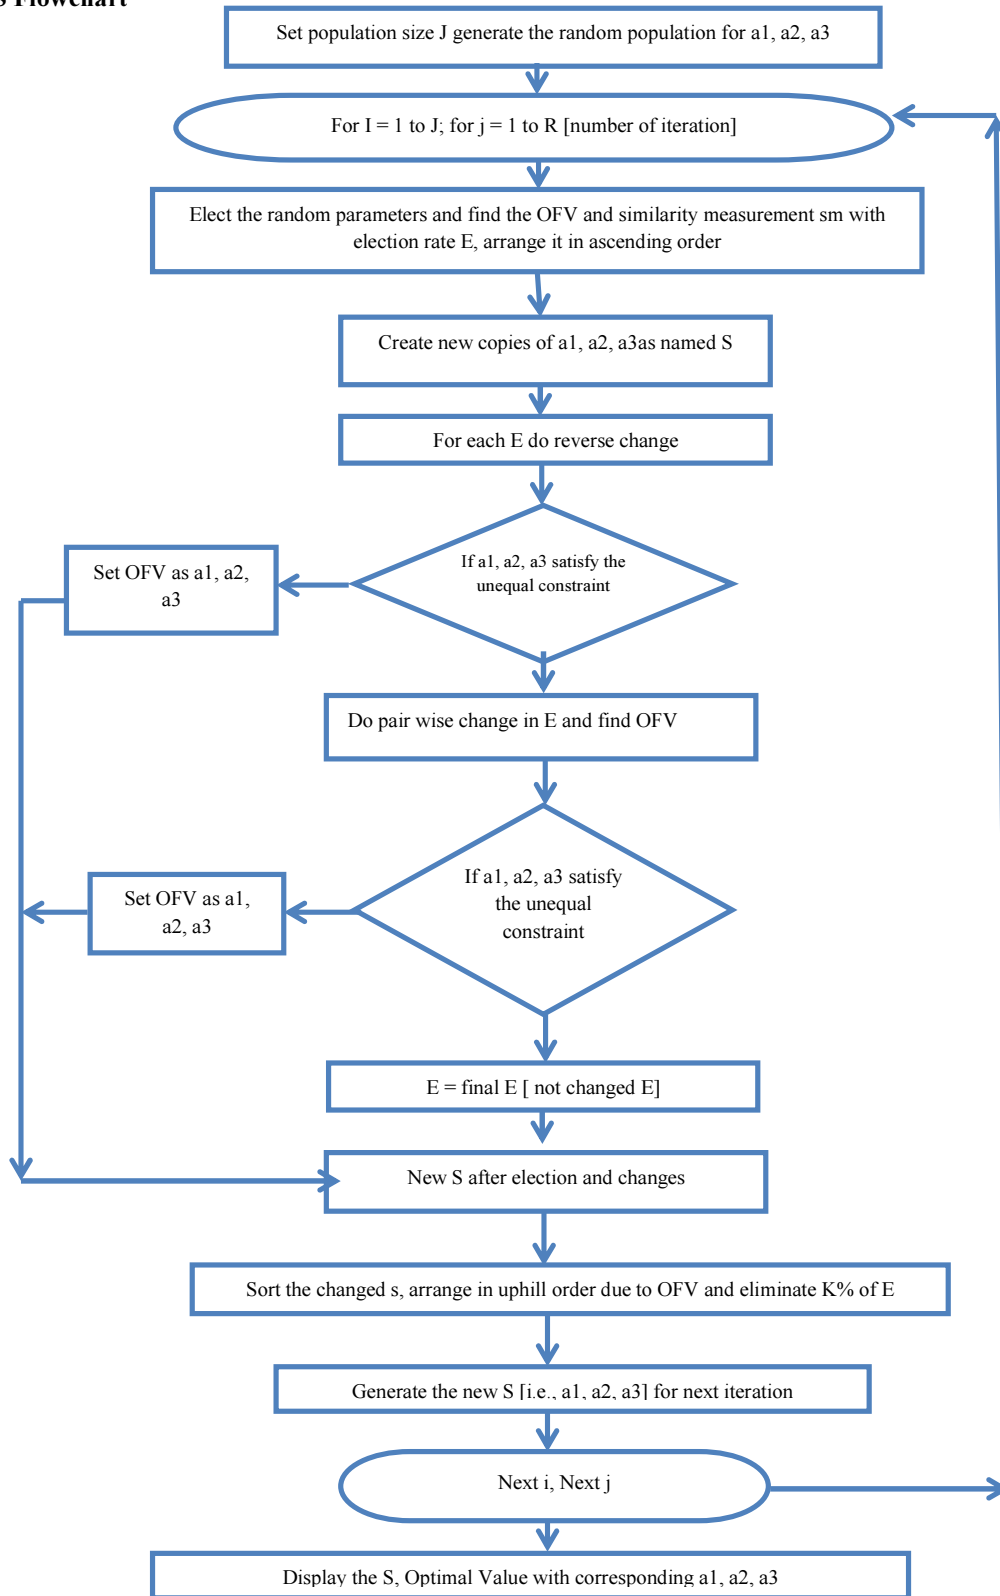 Flowchart
Set population size J generate the random population for a1, a2, a3
For I = 1 to J; for j = 1 to R [number of iteration]
Elect the random parameters and find the OFV and similarity measurement sm with
election rate E, arrange it in ascending order
Create new copies of a1, a2, a3as named S
For each E do reverse change
If a1, a2, a3 satisfy the
unequal constraint
Set OFV as a1, a2,
a3
Do pair wise change in E and find OFV
If a1, a2, a3 satisfy
the unequal
constraint
Set OFV as a1,
a2, a3
E = final E [ not changed E]
New S after election and changes
Sort the changed s, arrange in uphill order due to OFV and eliminate K% of E
Generate the new S [i.e., a1, a2, a3] for next iteration
Next i, Next j
Display the S, Optimal Value with corresponding a1, a2, a3